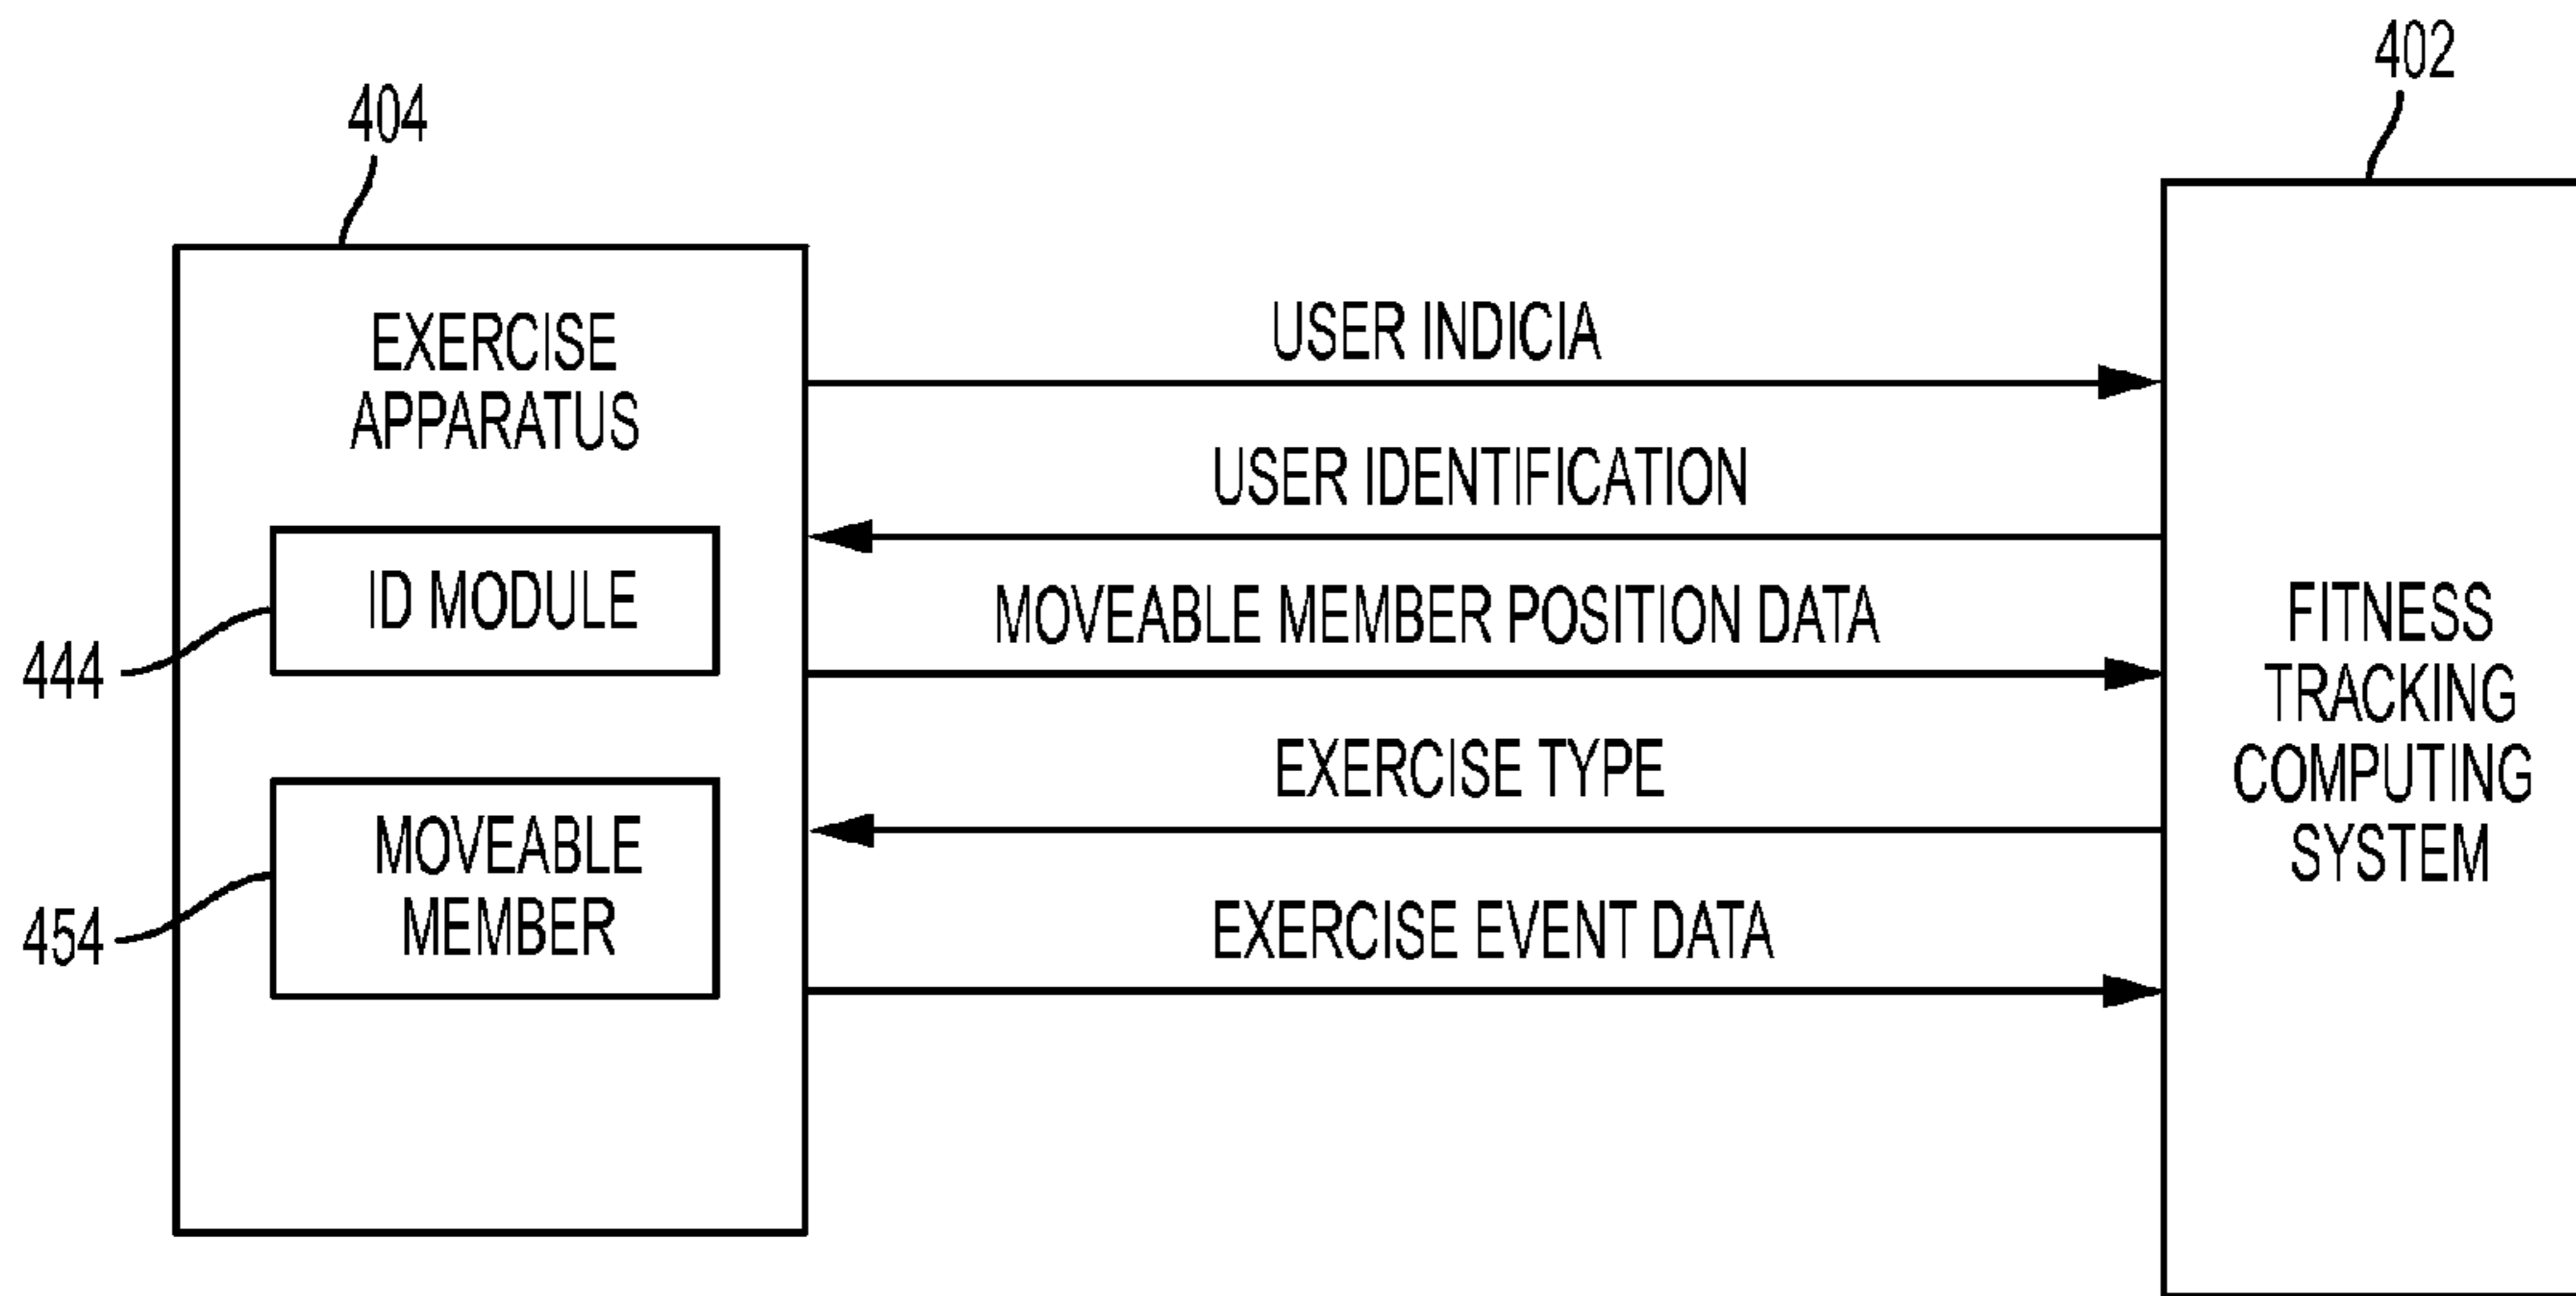 402
404
EXERCISE
APPARATUS
USER INDICIA
USER IDENTIFICATION
ID MODULE
MOVEABLE MEMBER POSITION DATA
444
EXERCISE TYPE
MOVEABLE
MEMBER
454
EXERCISE EVENT DATA
FITNESS
TRACKING
COMPUTING
SYSTEM